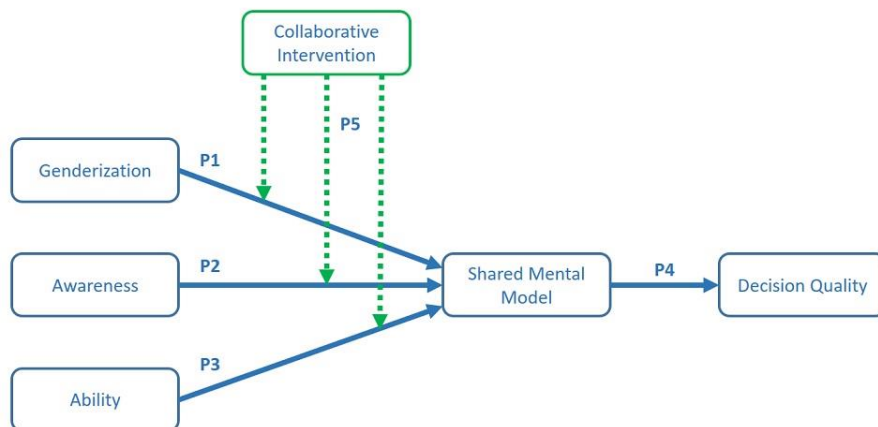 Collaborative
Intervention
P5
P1
Genderization
P2
Awareness
Shared Mental
Model
P4
Decision Quality
P3
Ability